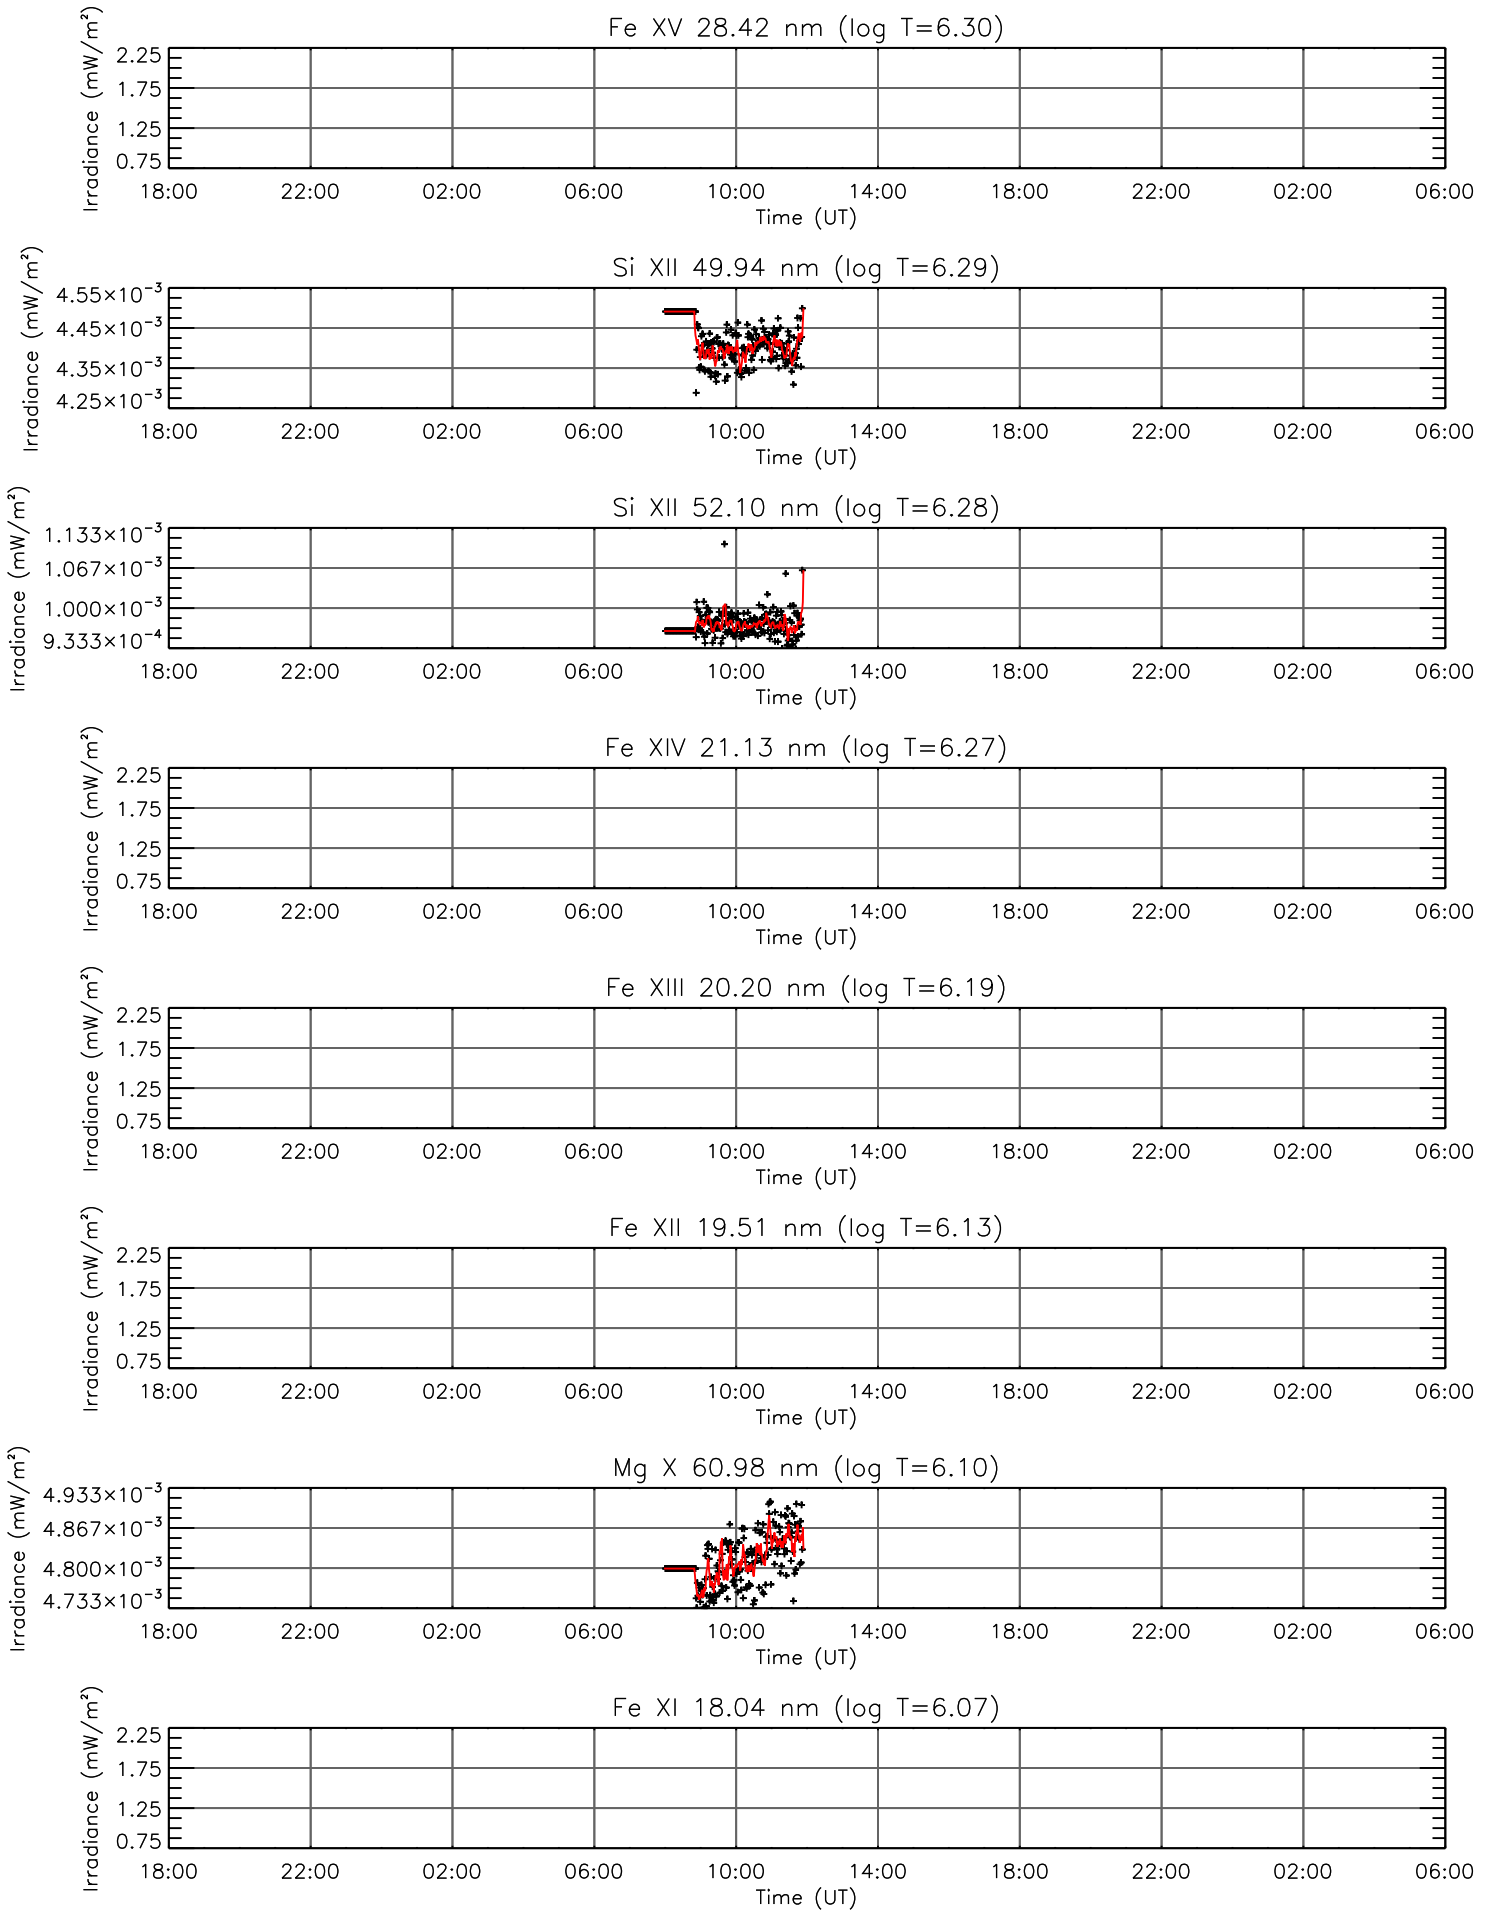 Fe XV 28.42 nm (log T=6.30)
Irradiance (mW/m²)
2.25
1.75
1.25
0.75
18:00 22:00 02:00 06:00 10:00 14:00 18:00 22:00 02:00 06:00
Time (UT)
Si XII 49.94 nm (log T=6.29)
Irradiance (mW/m²)
4.55×10⁻³
4.45×10⁻³
4.35×10⁻³
4.25×10⁻³
18:00 22:00 02:00 06:00 10:00 14:00 18:00 22:00 02:00 06:00
Time (UT)
Si XII 52.10 nm (log T=6.28)
Irradiance (mW/m²)
1.133×10⁻³
1.067×10⁻³
1.000×10⁻³
9.333×10⁻⁴
18:00 22:00 02:00 06:00 10:00 14:00 18:00 22:00 02:00 06:00
Time (UT)
Fe XIV 21.13 nm (log T=6.27)
Irradiance (mW/m²)
2.25
1.75
1.25
0.75
18:00 22:00 02:00 06:00 10:00 14:00 18:00 22:00 02:00 06:00
Time (UT)
Fe XIII 20.20 nm (log T=6.19)
Irradiance (mW/m²)
2.25
1.75
1.25
0.75
18:00 22:00 02:00 06:00 10:00 14:00 18:00 22:00 02:00 06:00
Time (UT)
Fe XII 19.51 nm (log T=6.13)
Irradiance (mW/m²)
2.25
1.75
1.25
0.75
18:00 22:00 02:00 06:00 10:00 14:00 18:00 22:00 02:00 06:00
Time (UT)
Mg X 60.98 nm (log T=6.10)
Irradiance (mW/m²)
4.933×10⁻³
4.867×10⁻³
4.800×10⁻³
4.733×10⁻³
18:00 22:00 02:00 06:00 10:00 14:00 18:00 22:00 02:00 06:00
Time (UT)
Fe XI 18.04 nm (log T=6.07)
Irradiance (mW/m²)
2.25
1.75
1.25
0.75
18:00 22:00 02:00 06:00 10:00 14:00 18:00 22:00 02:00 06:00
Time (UT)